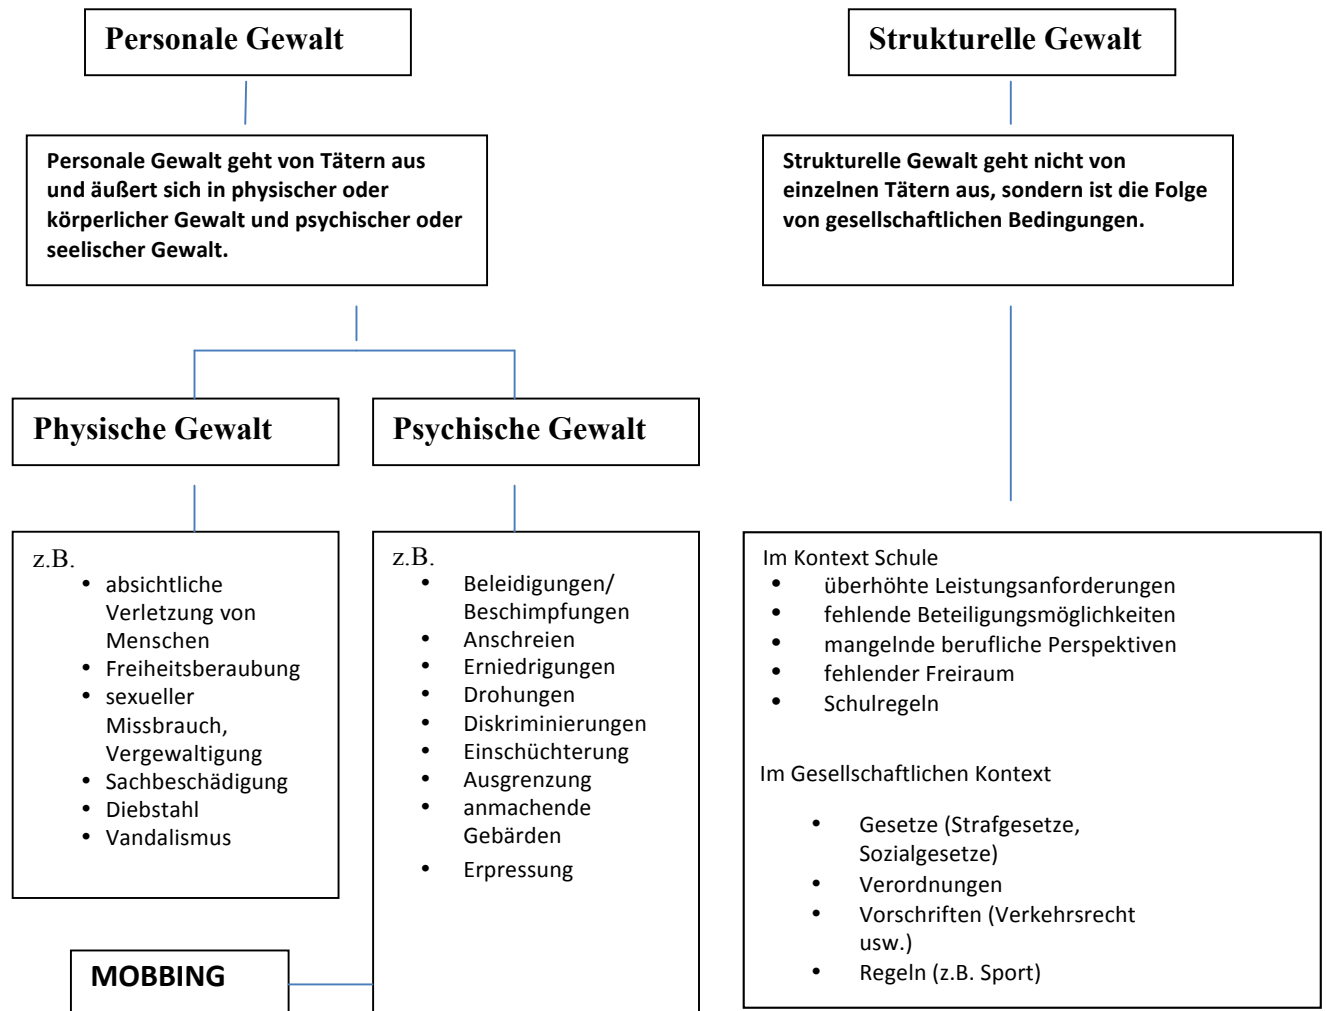 Personale Gewalt
Strukturelle Gewalt
Personale Gewalt geht von Tätern aus
und äußert sich in physischer oder
körperlicher Gewalt und psychischer oder
seelischer Gewalt.
Strukturelle Gewalt geht nicht von
einzelnen Tätern aus, sondern ist die Folge
von gesellschaftlichen Bedingungen.
Physische Gewalt
Psychische Gewalt
z.B.
• absichtliche
Verletzung von
Menschen
• Freiheitsberaubung
• sexueller
Missbrauch,
Vergewaltigung
• Sachbeschädigung
• Diebstahl
• Vandalismus
z.B.
• Beleidigungen/
Beschimpfungen
• Anschreien
• Erniedrigungen
• Drohungen
• Diskriminierungen
• Einschüchterung
• Ausgrenzung
• anmachende
Gebärden
• Erpressung
Im Kontext Schule
• überhöhte Leistungsanforderungen
• fehlende Beteiligungsmöglichkeiten
• mangelnde berufliche Perspektiven
• fehlender Freiraum
• Schulregeln
Im Gesellschaftlichen Kontext
• Gesetze (Strafgesetze,
Sozialgesetze)
• Verordnungen
• Vorschriften (Verkehrsrecht
usw.)
• Regeln (z.B. Sport)
MOBBING